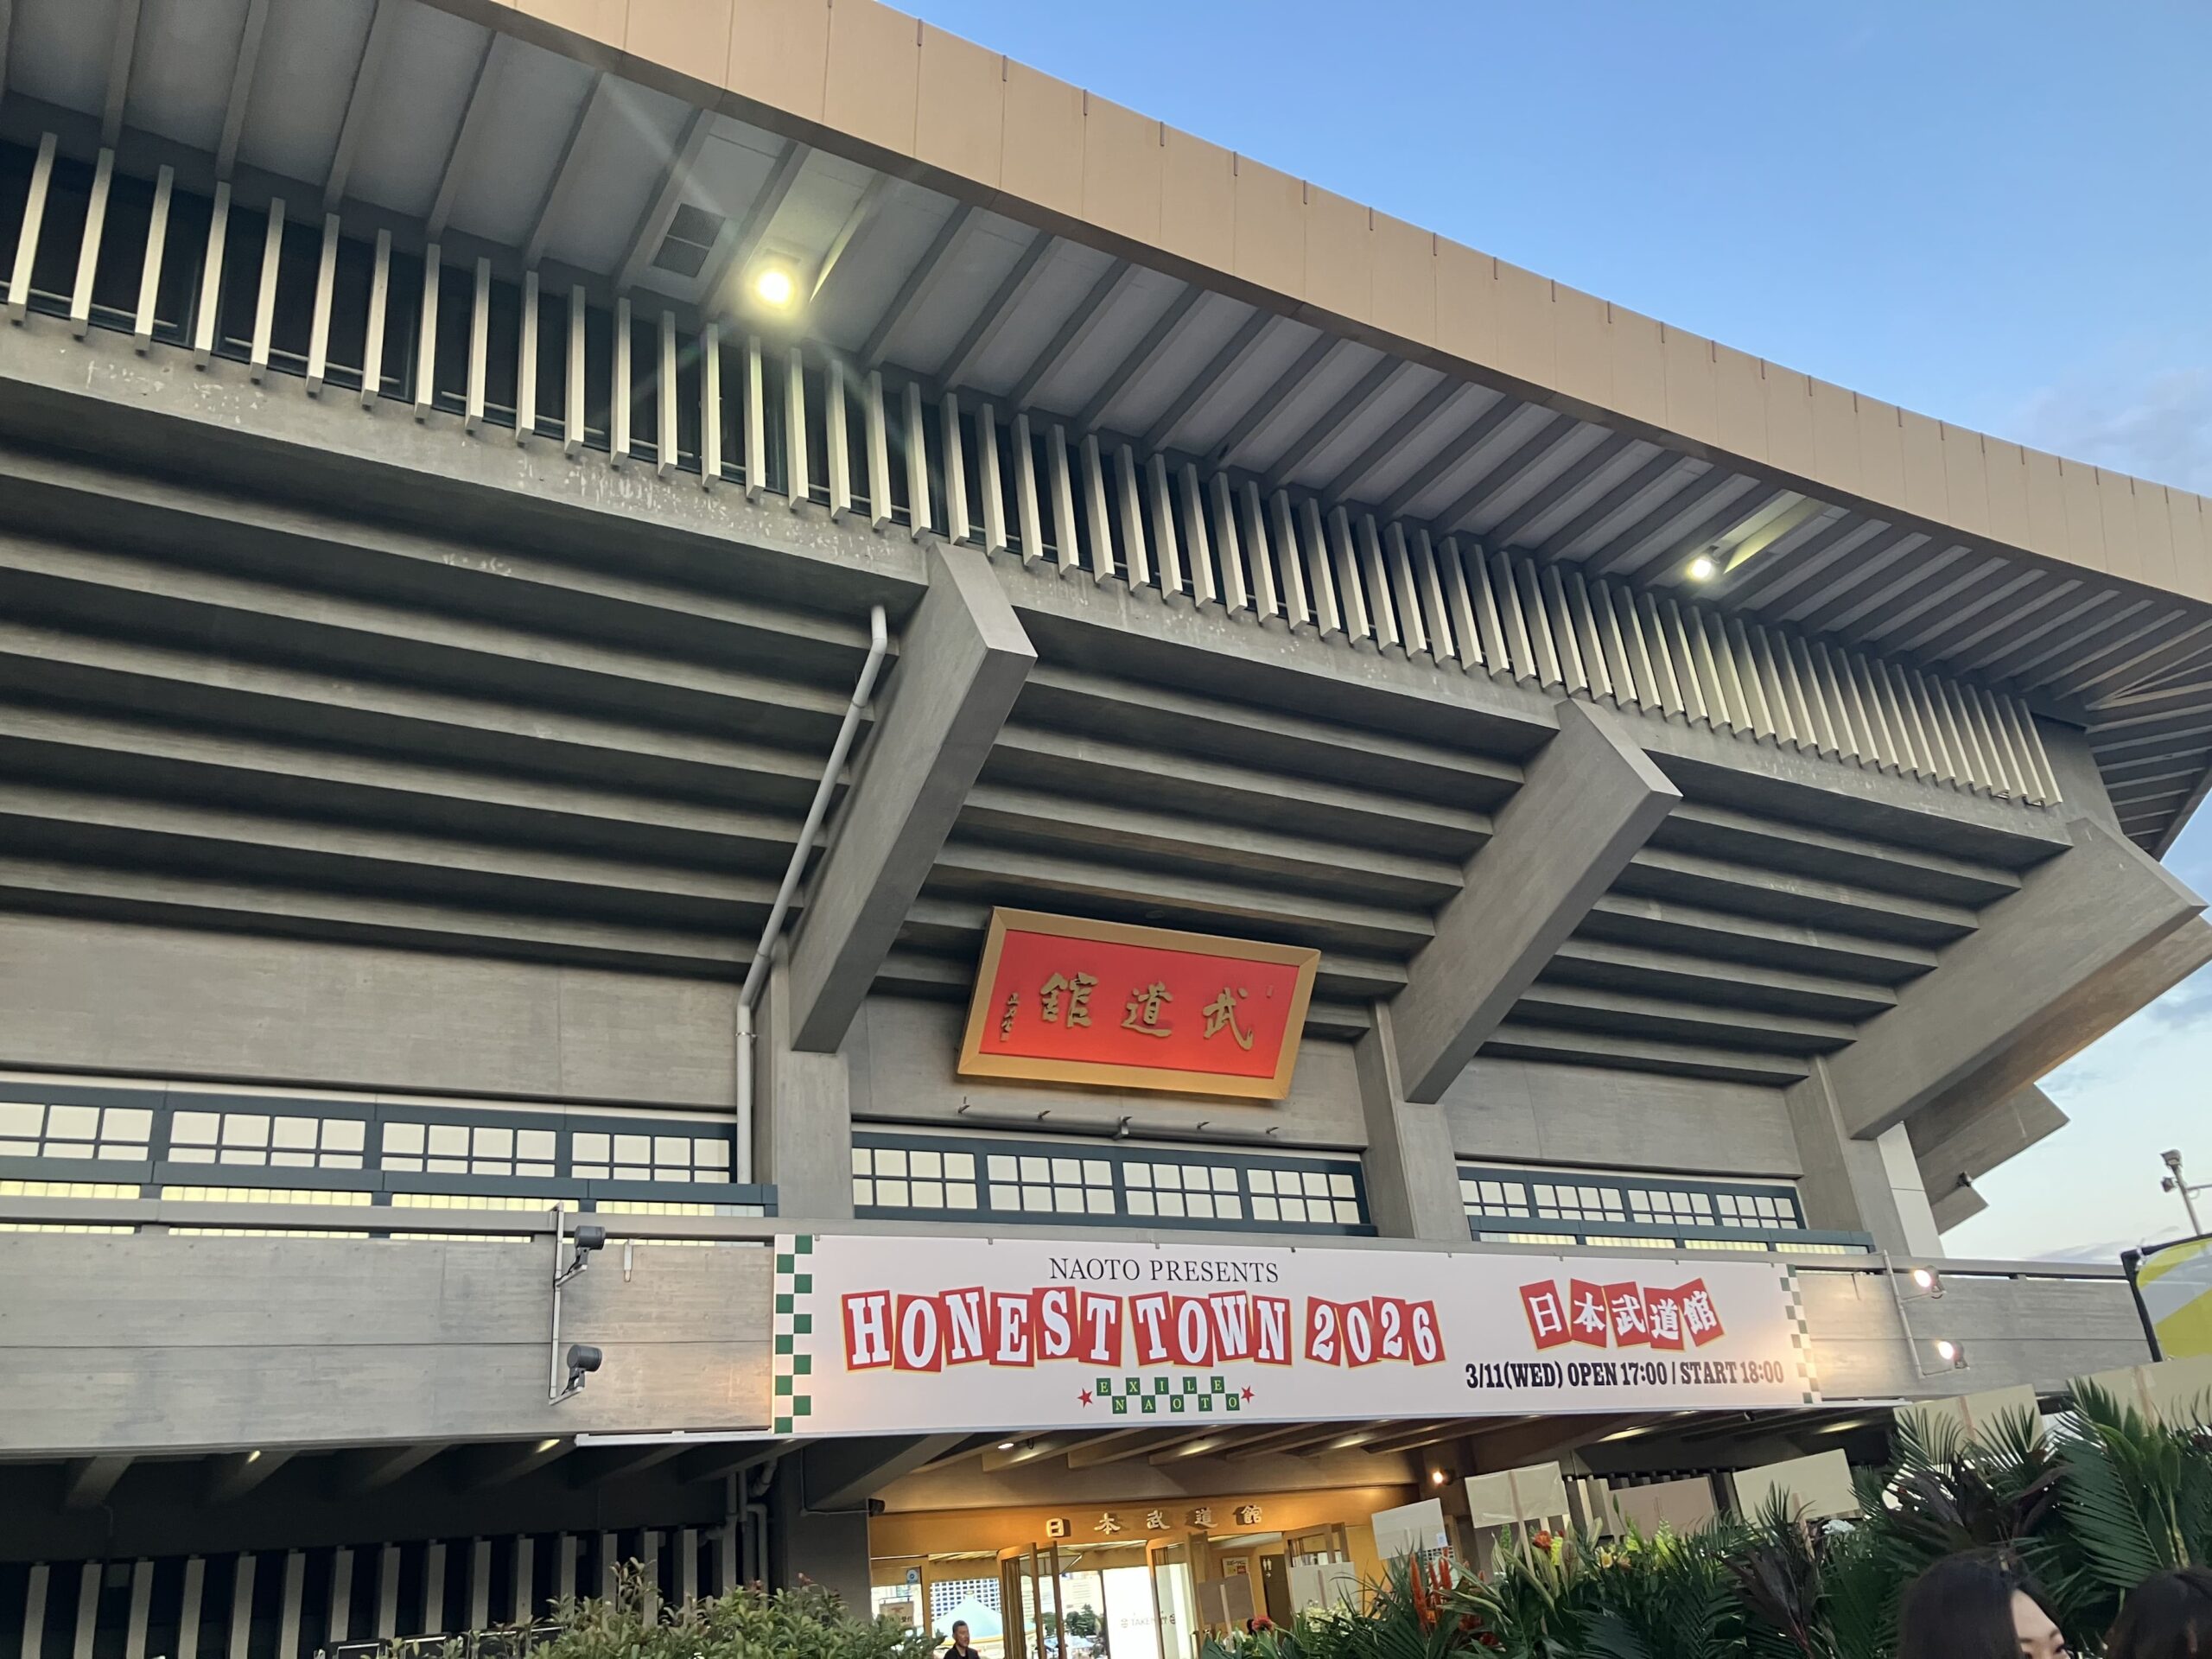 武道館
NAOTO PRESENTS
HONEST TOWN 2026
EXILE
NAOTO
日本武道館
3/11(WED) OPEN 17:00 / START 18:00
日本武道館